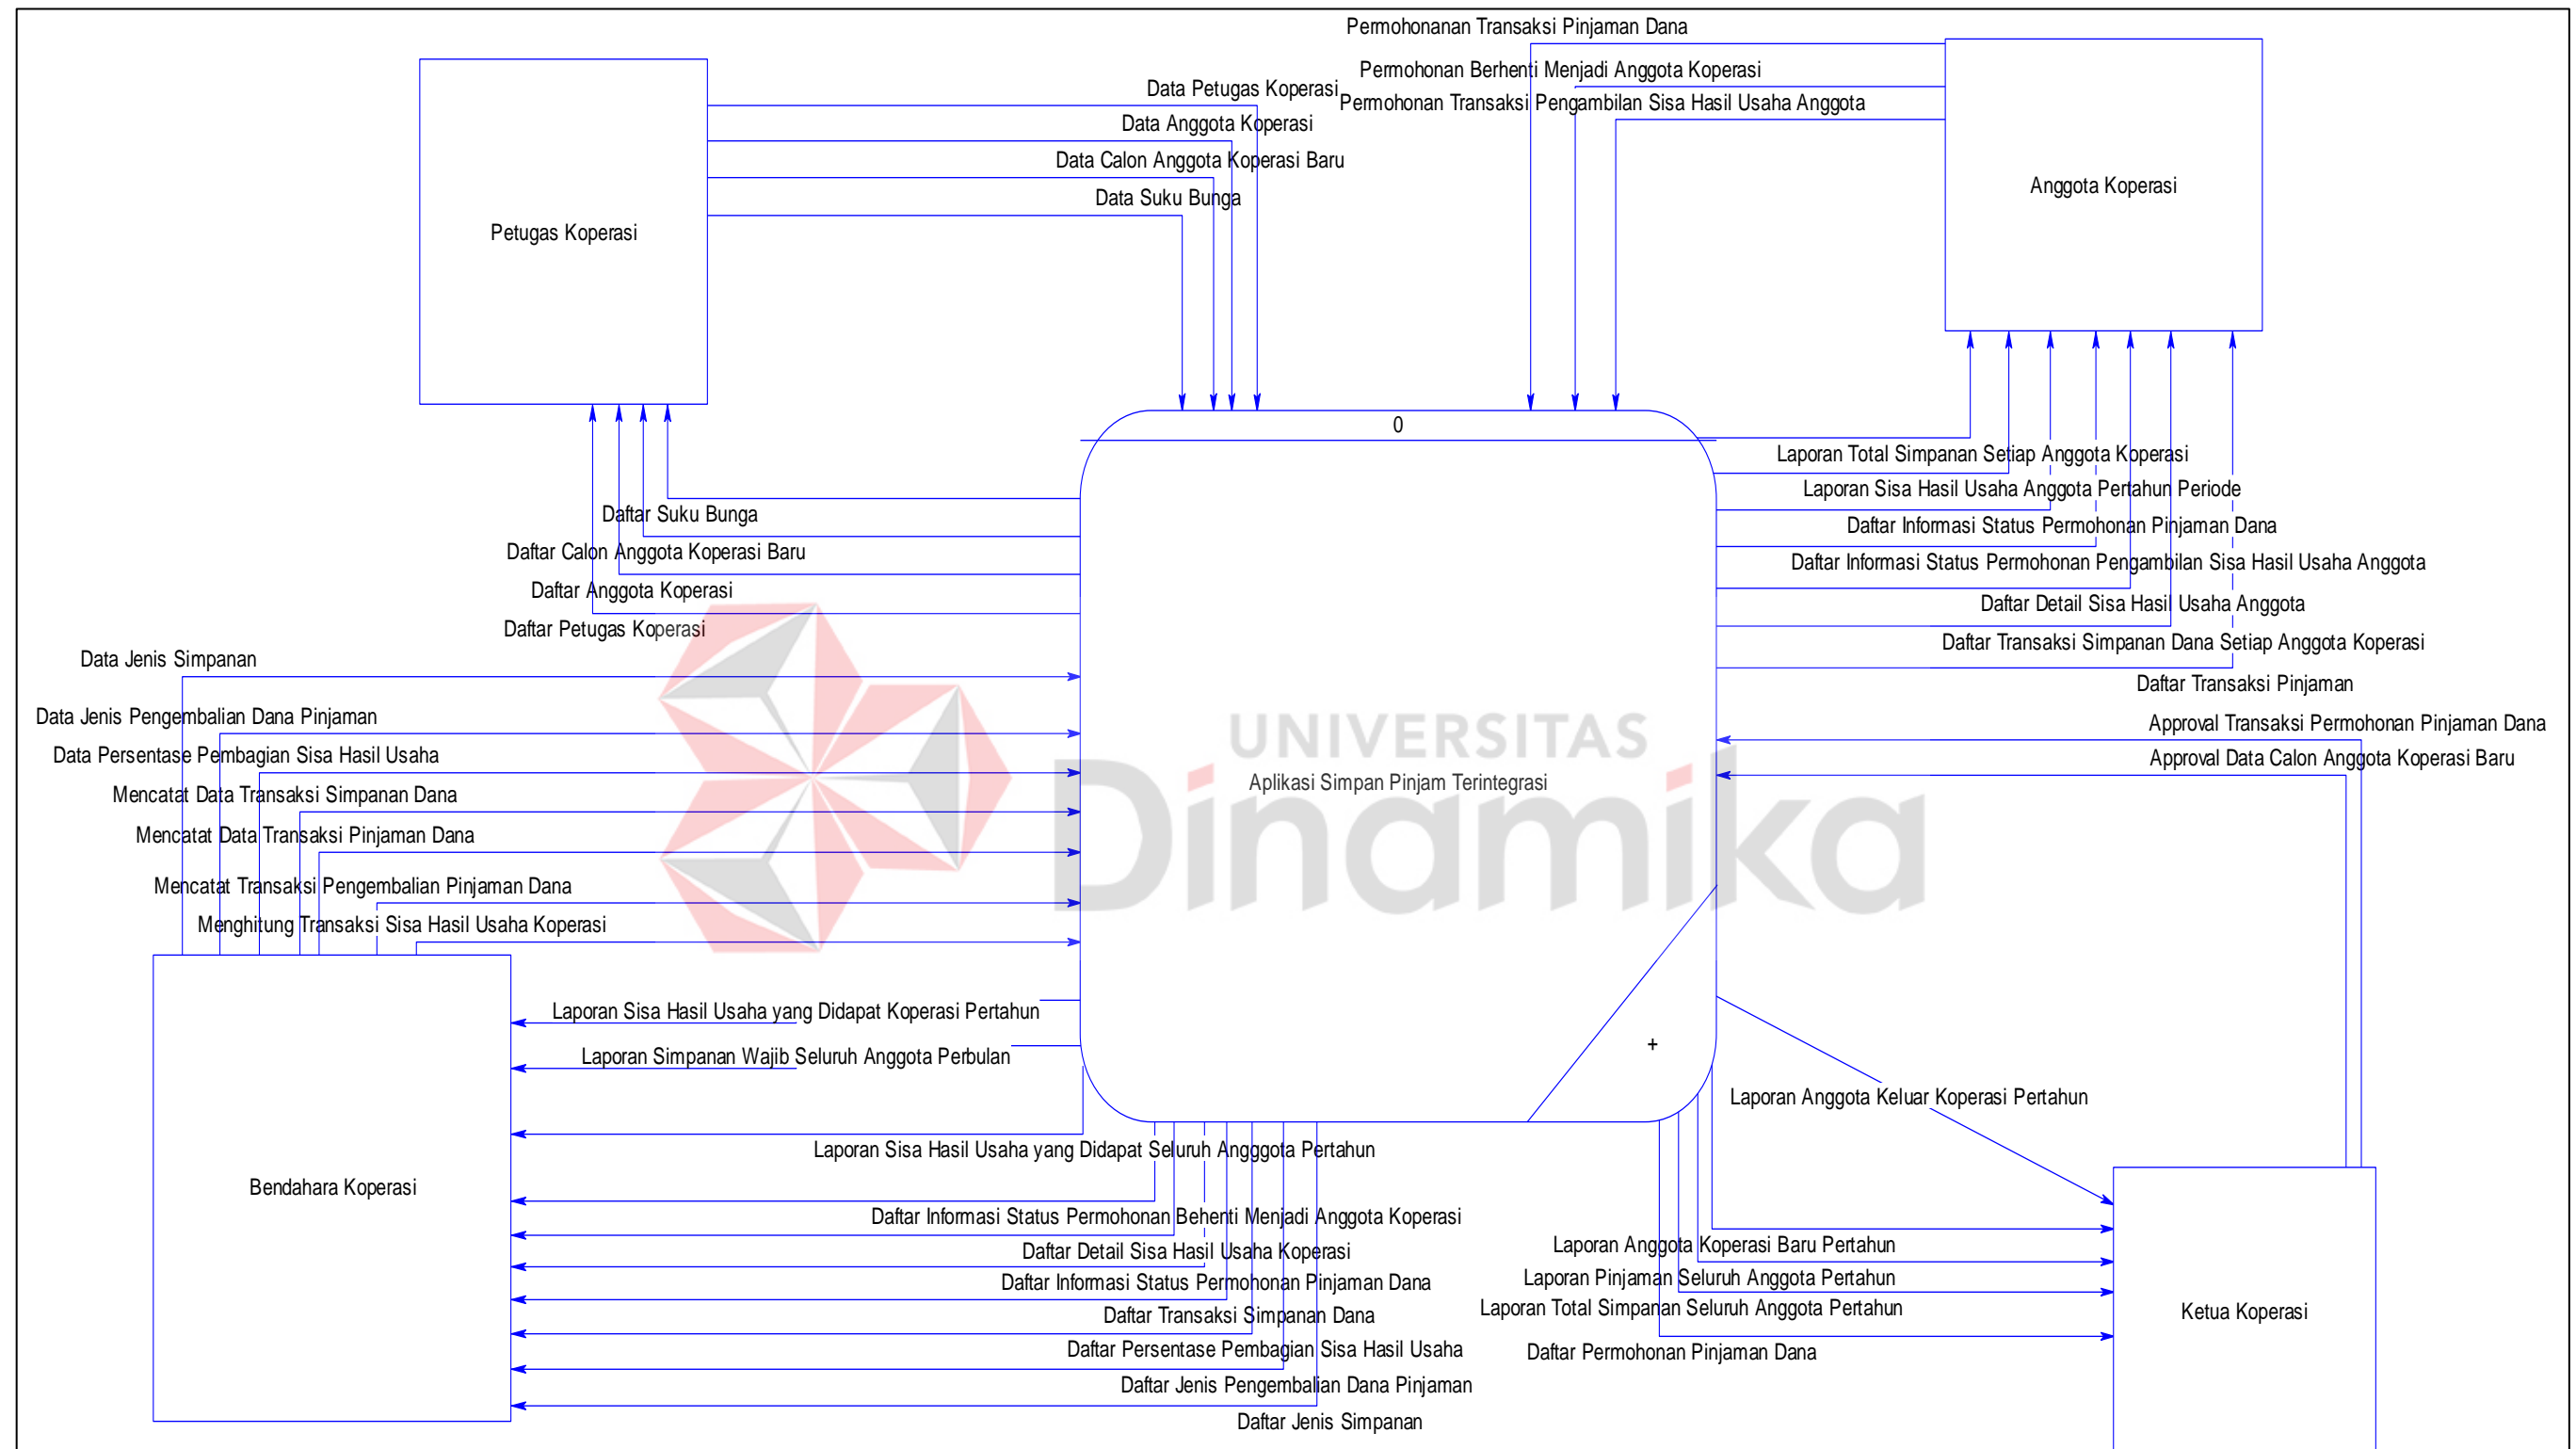 Permohonanan Transaksi Pinjaman Dana
Permohonan Berhenti Menjadi Anggota Koperasi
Permohonan Transaksi Pengambilan Sisa Hasil Usaha Anggota
Data Petugas Koperasi
Data Anggota Koperasi
Data Calon Anggota Koperasi Baru
Data Suku Bunga
Petugas Koperasi
Anggota Koperasi
0
Daftar Suku Bunga
Daftar Calon Anggota Koperasi Baru
Daftar Anggota Koperasi
Daftar Petugas Koperasi
Laporan Total Simpanan Setiap Anggota Koperasi
Laporan Sisa Hasil Usaha Anggota Pertahun Periode
Daftar Informasi Status Permohonan Pinjaman Dana
Daftar Informasi Status Permohonan Pengambilan Sisa Hasil Usaha Anggota
Daftar Detail Sisa Hasil Usaha Anggota
Daftar Transaksi Simpanan Dana Setiap Anggota Koperasi
Daftar Transaksi Pinjaman
Data Jenis Simpanan
Data Jenis Pengembalian Dana Pinjaman
Data Persentase Pembagian Sisa Hasil Usaha
Mencatat Data Transaksi Simpanan Dana
Mencatat Data Transaksi Pinjaman Dana
Mencatat Transaksi Pengembalian Pinjaman Dana
Menghitung Transaksi Sisa Hasil Usaha Koperasi
UNIVERSITAS
Dinamika
Aplikasi Simpan Pinjam Terintegrasi
Approval Transaksi Permohonan Pinjaman Dana
Approval Data Calon Anggota Koperasi Baru
+
Laporan Sisa Hasil Usaha yang Didapat Koperasi Pertahun
Laporan Simpanan Wajib Seluruh Anggota Perbulan
Laporan Sisa Hasil Usaha yang Didapat Seluruh Angggota Pertahun
Bendahara Koperasi
Daftar Informasi Status Permohonan Behenti Menjadi Anggota Koperasi
Daftar Detail Sisa Hasil Usaha Koperasi
Daftar Informasi Status Permohonan Pinjaman Dana
Daftar Transaksi Simpanan Dana
Daftar Persentase Pembagian Sisa Hasil Usaha
Daftar Jenis Pengembalian Dana Pinjaman
Daftar Jenis Simpanan
Laporan Anggota Keluar Koperasi Pertahun
Laporan Anggota Koperasi Baru Pertahun
Laporan Pinjaman Seluruh Anggota Pertahun
Laporan Total Simpanan Seluruh Anggota Pertahun
Daftar Permohonan Pinjaman Dana
Ketua Koperasi